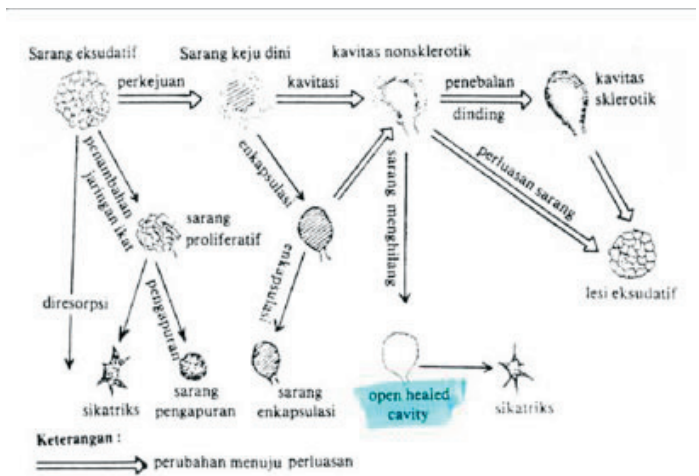 Sarang eksudatif
perkejuan
Sarang keju dini
kavitasi
kavitas nonsklerotik
penebalan
dinding
kavitas
sklerotik
penambahan
jaringan ikat
enkapsulasi
sarang menghilang
perluasan sarang
sarang
proliferatif
enkapsulasi
lesi eksudatif
diresorpsi
pengapuran
sikatriks
sarang
pengapuran
sarang
enkapsulasi
open healed
cavity
sikatriks
Keterangan :
perubahan menuju perluasan